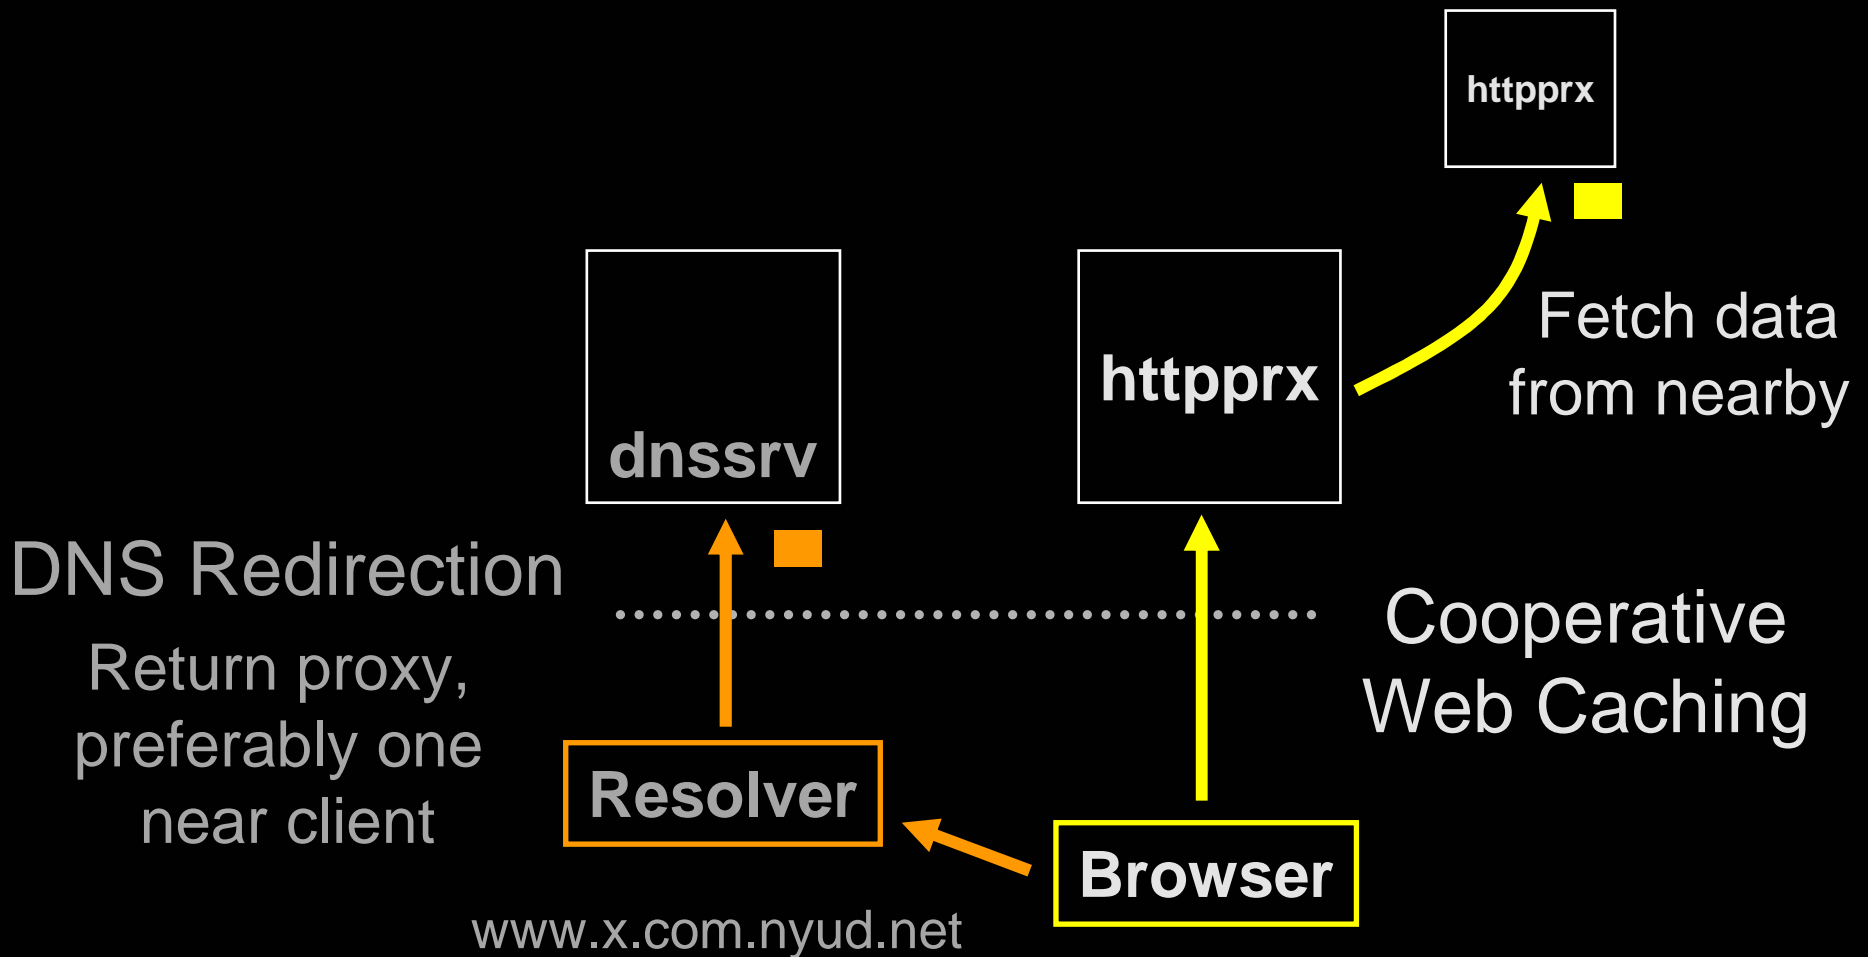 httpprx
Fetch data
from nearby
httpprx
dnssrv
DNS Redirection
Return proxy,
preferably one
near client
Cooperative
Web Caching
Resolver
Browser
www.x.com.nyud.net